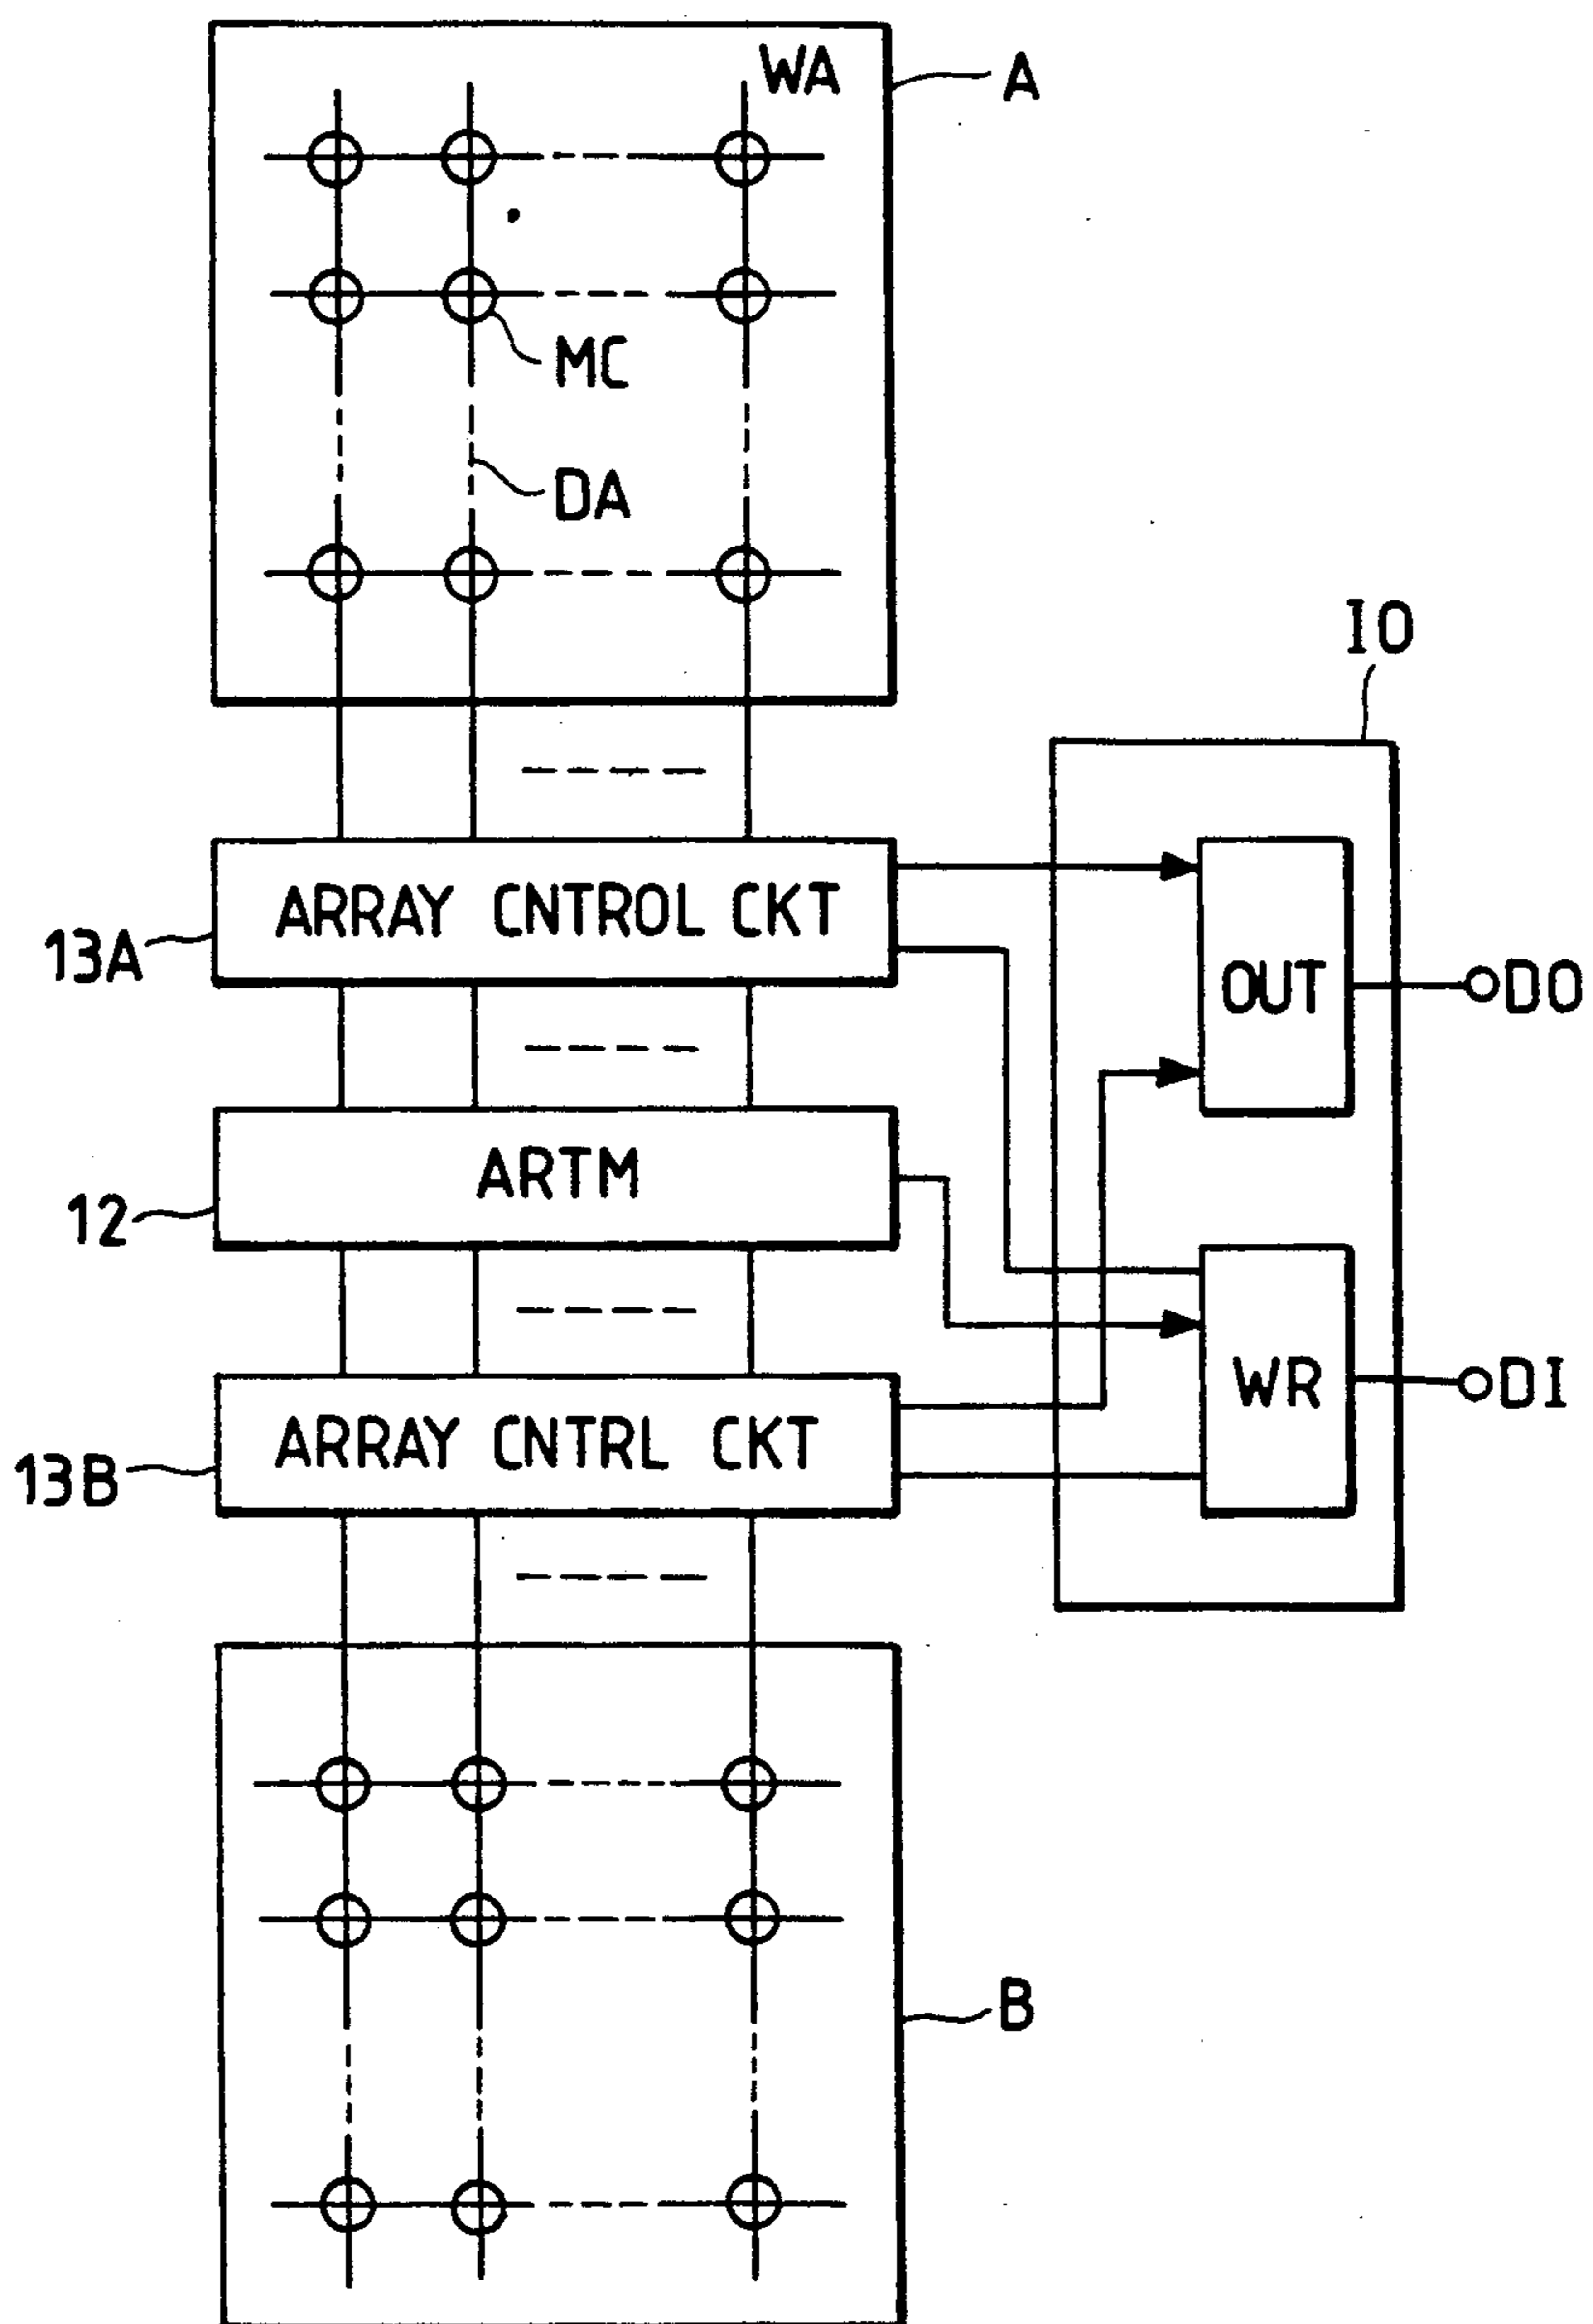 WA
A
MC
DA
IO
ARRAY CNTROL CKT
13A
OUT
DO
ARTM
12
WR
DI
ARRAY CNTRL CKT
13B
B